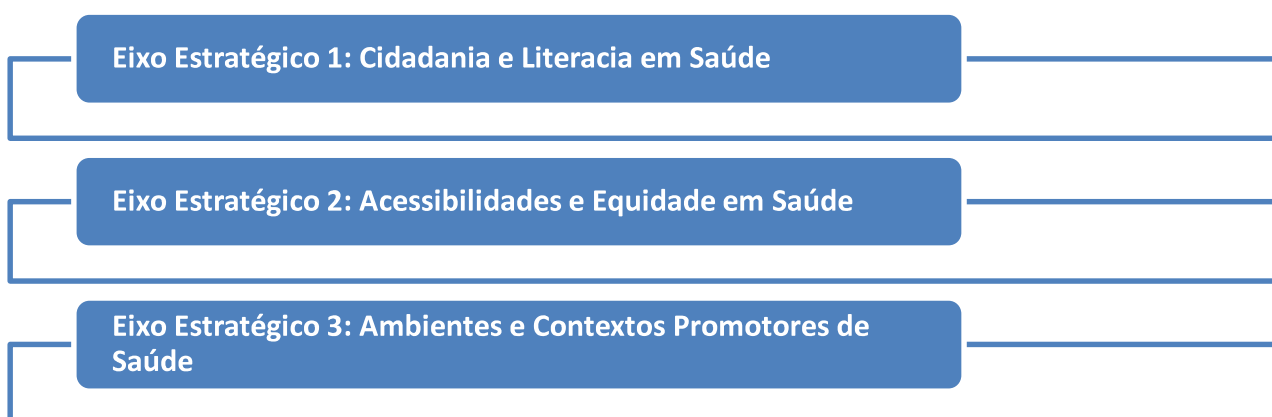 Eixo Estratégico 1: Cidadania e Literacia em Saúde
Eixo Estratégico 2: Acessibilidades e Equidade em Saúde
Eixo Estratégico 3: Ambientes e Contextos Promotores de
Saúde